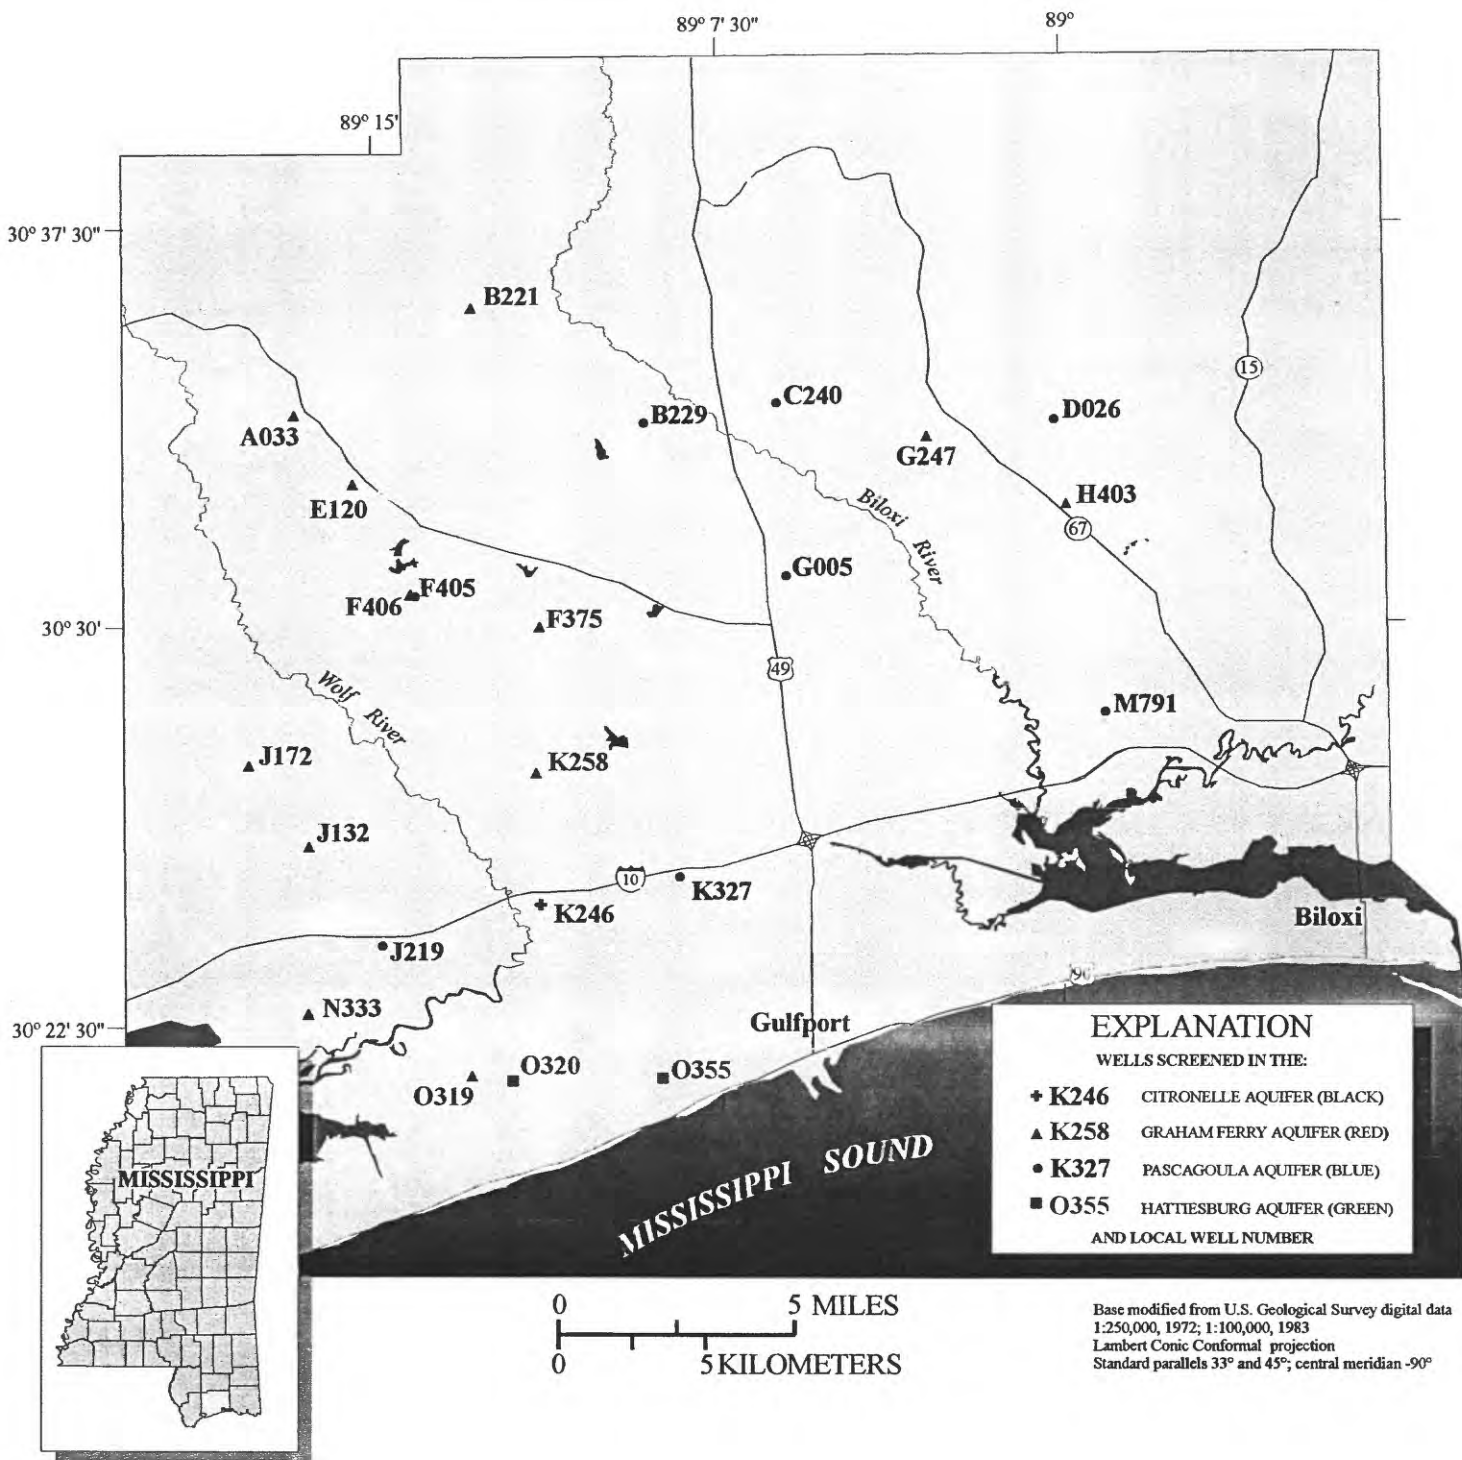 89° 7' 30"
89°
89° 15'
30° 37' 30"
B221
15
C240
B229
D026
A033
G247
E120
H403
67
Biloxi
River
G005
F405
F406
F375
30° 30'
49
Wolf
River
M791
J172
K258
J132
10
K327
K246
Biloxi
J219
90
N333
30° 22' 30"
Gulfport
O320
O355
O319
MISSISSIPPI SOUND
EXPLANATION
WELLS SCREENED IN THE:
K246 CITRONELLE AQUIFER (BLACK)
K258 GRAHAM FERRY AQUIFER (RED)
K327 PASCAGOULA AQUIFER (BLUE)
O355 HATTIESBURG AQUIFER (GREEN)
AND LOCAL WELL NUMBER
MISSISSIPPI
0 5 MILES
0 5 KILOMETERS
Base modified from U.S. Geological Survey digital data
1:250,000, 1972; 1:100,000, 1983
Lambert Conic Conformal projection
Standard parallels 33° and 45°; central meridian -90°